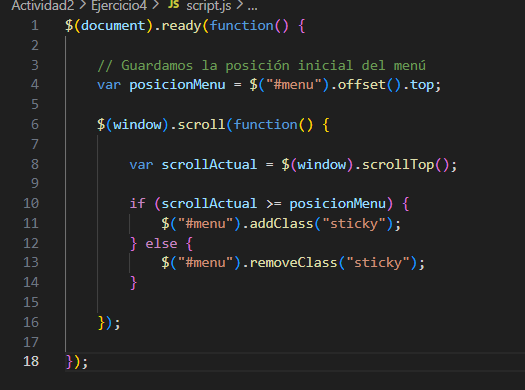 Actividad2 > Ejercicio4 > JS script.js > ...
1 $(document).ready(function() {
2
3 // Guardamos la posición inicial del menú
4 var posicionMenu = $("#menu").offset().top;
5
6 $(window).scroll(function() {
7
8 var scrollActual = $(window).scrollTop();
9
10 if (scrollActual >= posicionMenu) {
11 $("#menu").addClass("sticky");
12 } else {
13 $("#menu").removeClass("sticky");
14 }
15
16 });
17
18 });